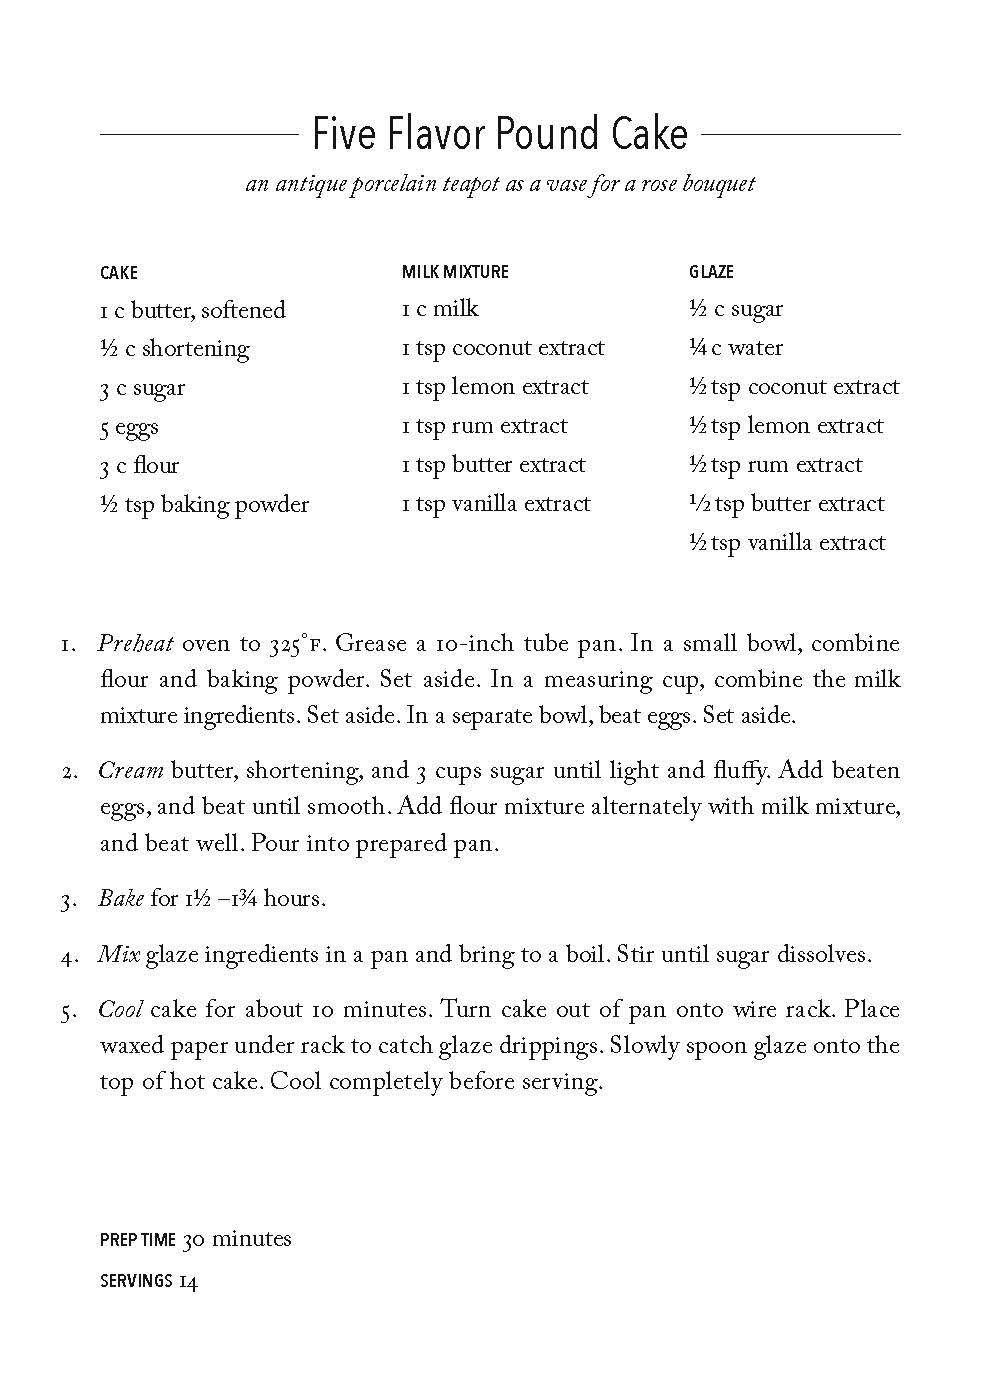 Five Flavor Pound Cake
an antique porcelain teapot as a vase for a rose bouquet
CAKE
1 c butter, softened
½ c shortening
3 c sugar
5 eggs
3 c flour
½ tsp baking powder
MILK MIXTURE
1 c milk
1 tsp coconut extract
1 tsp lemon extract
1 tsp rum extract
1 tsp butter extract
1 tsp vanilla extract
GLAZE
½ c sugar
¼ c water
½ tsp coconut extract
½ tsp lemon extract
½ tsp rum extract
½ tsp butter extract
½ tsp vanilla extract
1. Preheat oven to 325°F. Grease a 10-inch tube pan. In a small bowl, combine
flour and baking powder. Set aside. In a measuring cup, combine the milk
mixture ingredients. Set aside. In a separate bowl, beat eggs. Set aside.
2. Cream butter, shortening, and 3 cups sugar until light and fluffy. Add beaten
eggs, and beat until smooth. Add flour mixture alternately with milk mixture,
and beat well. Pour into prepared pan.
3. Bake for 1½ –1¾ hours.
4. Mix glaze ingredients in a pan and bring to a boil. Stir until sugar dissolves.
5. Cool cake for about 10 minutes. Turn cake out of pan onto wire rack. Place
waxed paper under rack to catch glaze drippings. Slowly spoon glaze onto the
top of hot cake. Cool completely before serving.
PREP TIME 30 minutes
SERVINGS 14